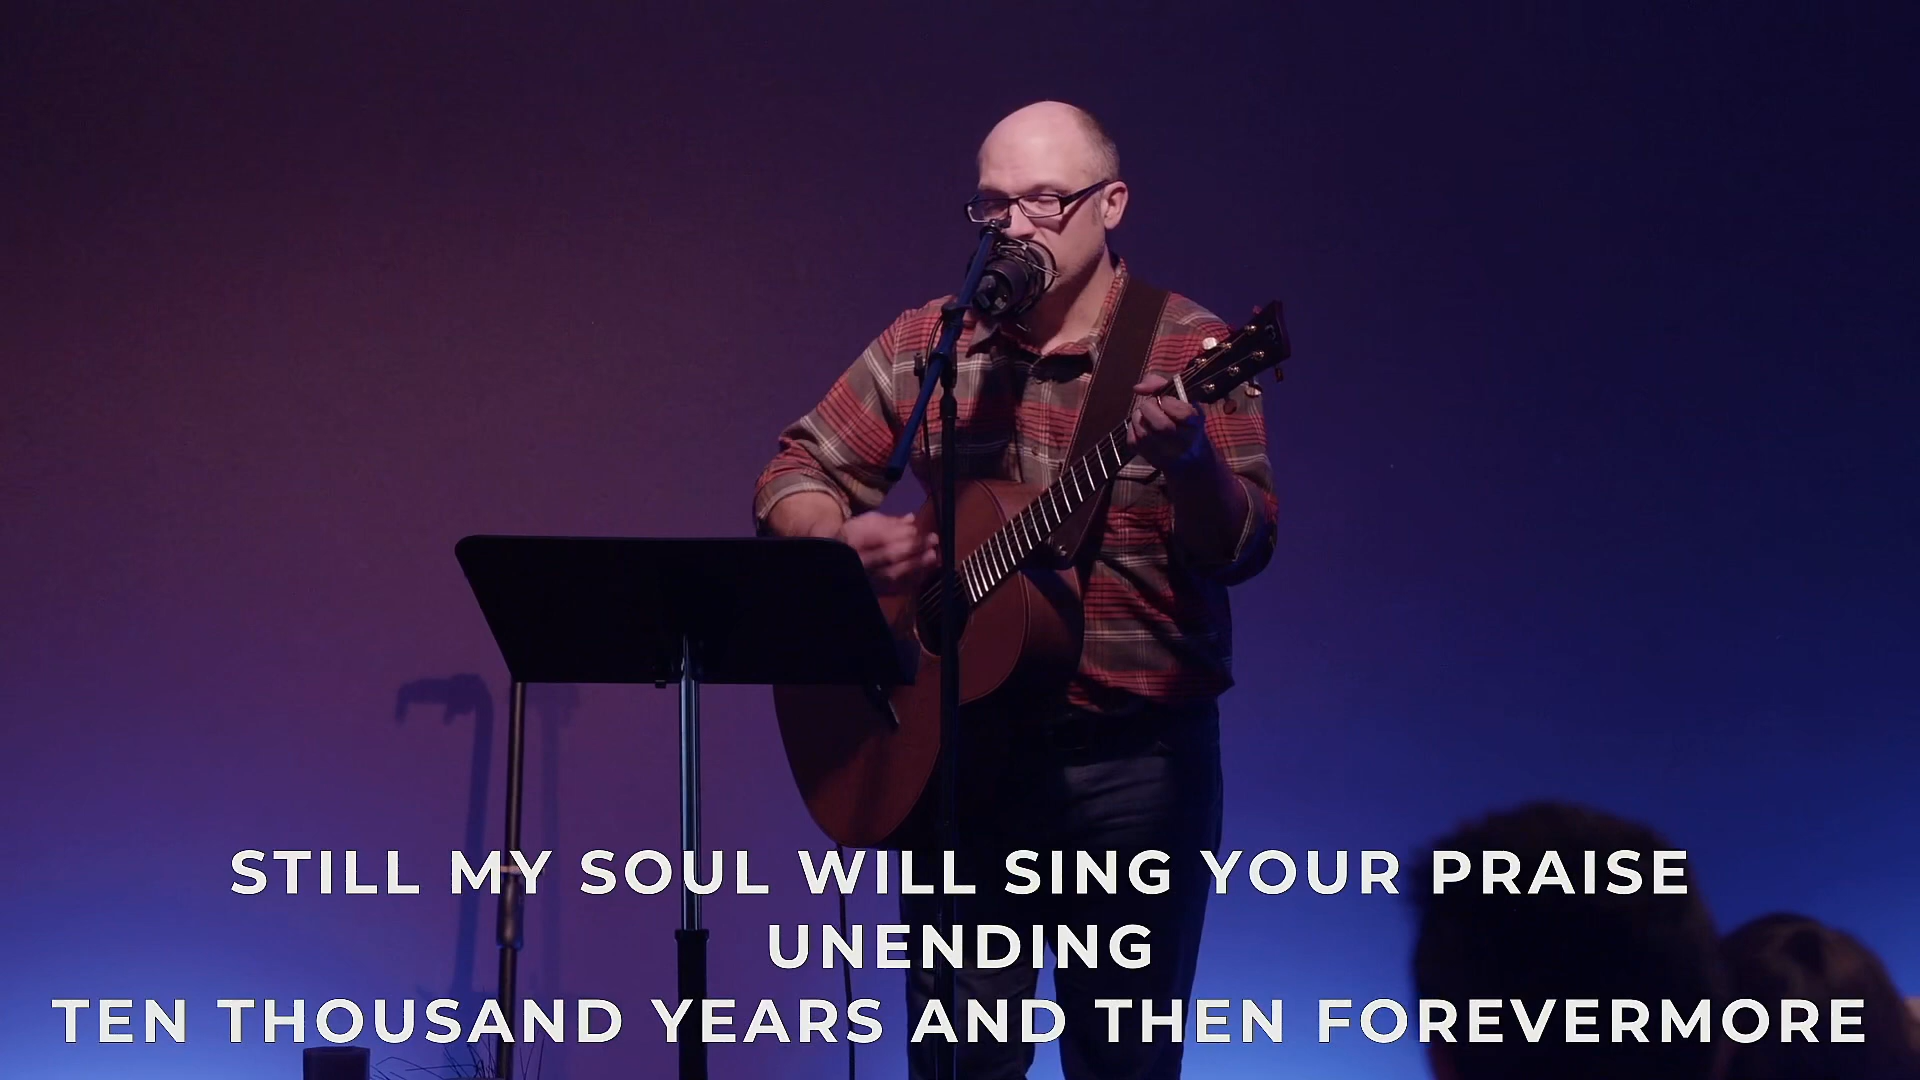 STILL MY SOUL WILL SING YOUR PRAISE
UNENDING
TEN THOUSAND YEARS AND THEN FOREVERMORE